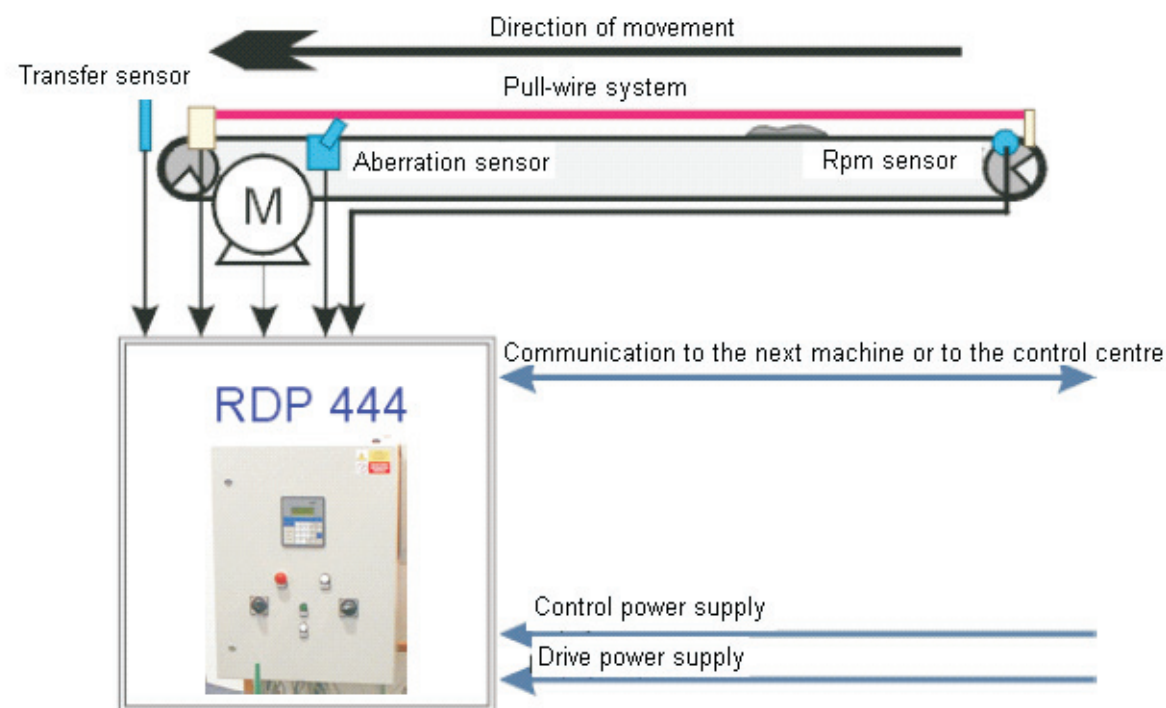 Direction of movement
Transfer sensor
Pull-wire system
Aberration sensor
Rpm sensor
M
Communication to the next machine or to the control centre
RDP 444
Control power supply
Drive power supply